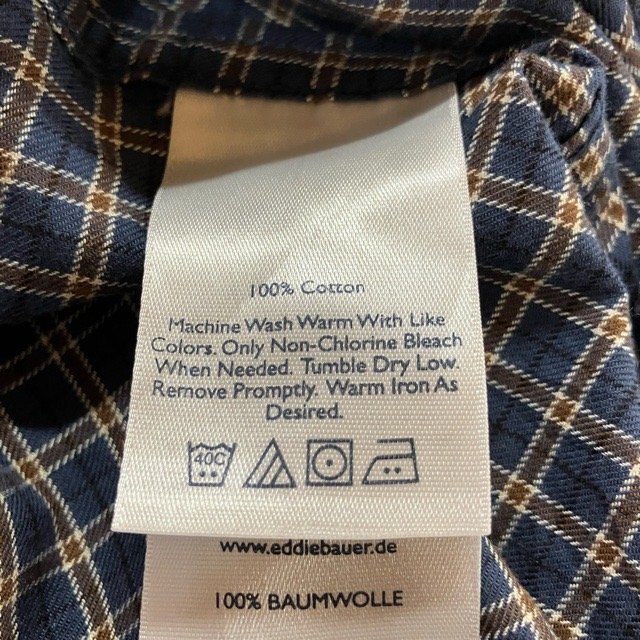 100% Cotton
Machine Wash Warm With Like
Colors. Only Non-Chlorine Bleach
When Needed. Tumble Dry Low.
Remove Promptly. Warm Iron As
Desired.
40C
www.eddiebauer.de
100% BAUMWOLLE